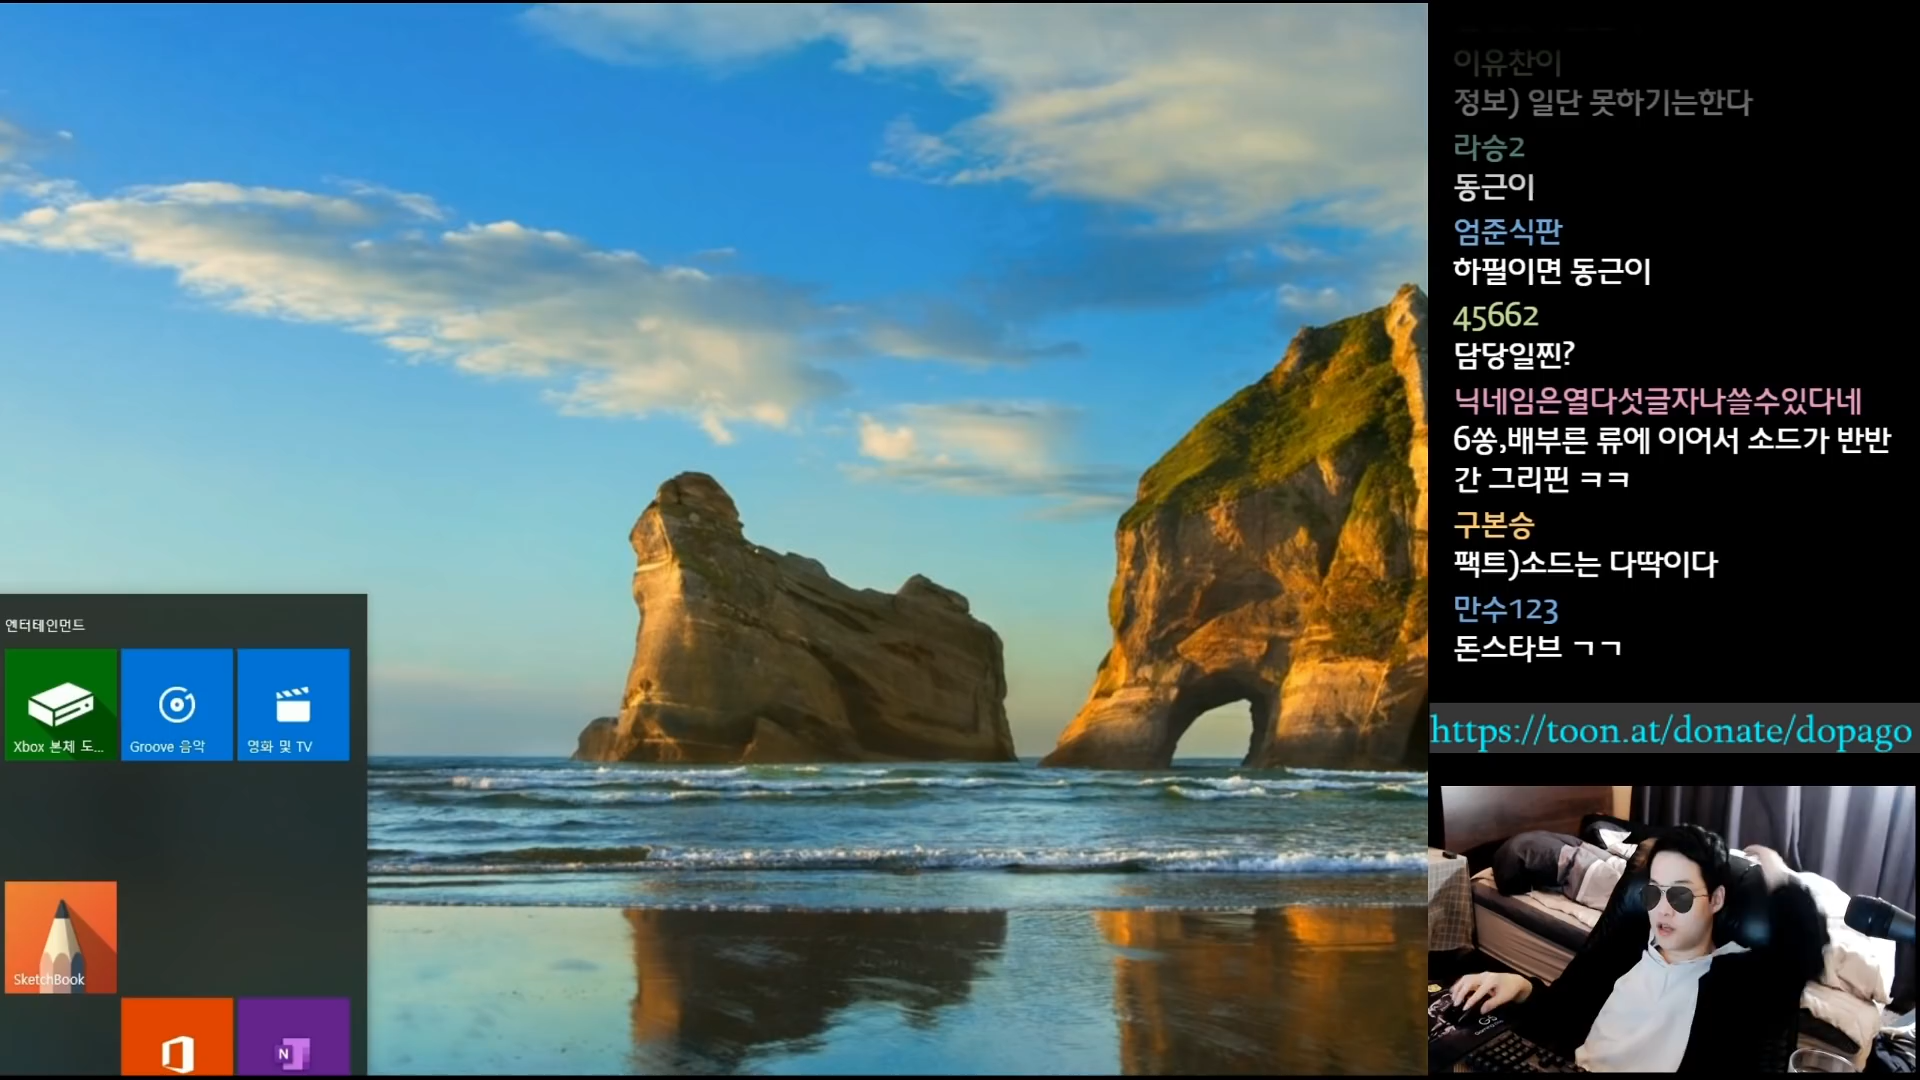 엔터테인먼트
Xbox 본체 도...
Groove 음악
영화 및 TV
SketchBook
N
이유찬이
정보) 일단 못하기는한다
라승2
동근이
엄준식판
하필이면 동근이
45662
담당일찐?
닉네임은열다섯글자나쓸수있다네
6쏭,배부른 류에 이어서 소드가 반반
간 그리핀 ㅋㅋ
구본승
팩트)소드는 다딱이다
만수123
돈스타브 ㄱㄱ
https://toon.at/donate/dopago